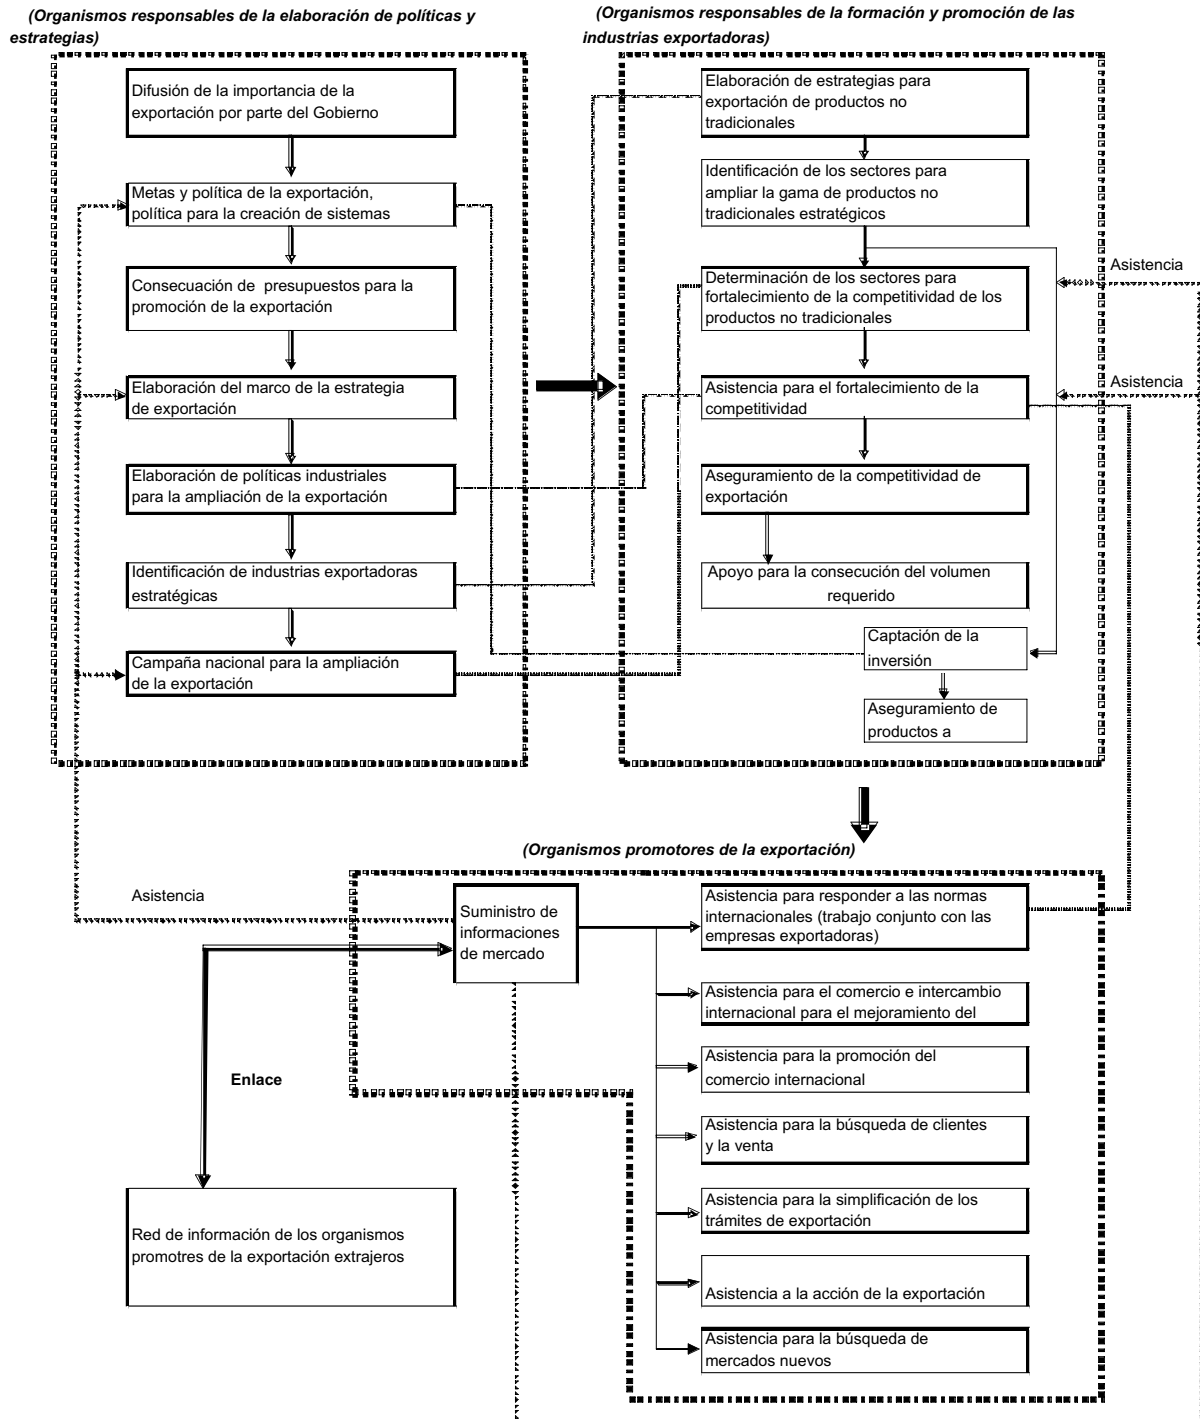 (Organismos responsables de la elaboración de políticas y
estrategias)
Difusión de la importancia de la
exportación por parte del Gobierno
Metas y política de la exportación,
política para la creación de sistemas
Consecuación de presupuestos para la
promoción de la exportación
Elaboración del marco de la estrategia
de exportación
Elaboración de políticas industriales
para la ampliación de la exportación
Identificación de industrias exportadoras
estratégicas
Campaña nacional para la ampliación
de la exportación
(Organismos responsables de la formación y promoción de las
industrias exportadoras)
Elaboración de estrategias para
exportación de productos no
tradicionales
Identificación de los sectores para
ampliar la gama de productos no
tradicionales estratégicos
Determinación de los sectores para
fortalecimiento de la competitividad de los
productos no tradicionales
Asistencia para el fortalecimiento de la
competitividad
Aseguramiento de la competitividad de
exportación
Apoyo para la consecución del volumen
requerido
Captación de la
inversión
Aseguramiento de
productos a
Asistencia
Asistencia
(Organismos promotores de la exportación)
Asistencia
Suministro de
informaciones
de mercado
Asistencia para responder a las normas
internacionales (trabajo conjunto con las
empresas exportadoras)
Asistencia para el comercio e intercambio
internacional para el mejoramiento del
Asistencia para la promoción del
comercio internacional
Asistencia para la búsqueda de clientes
y la venta
Asistencia para la simplificación de los
trámites de exportación
Asistencia a la acción de la exportación
Asistencia para la búsqueda de
mercados nuevos
Enlace
Red de información de los organismos
promotres de la exportación extrajeros